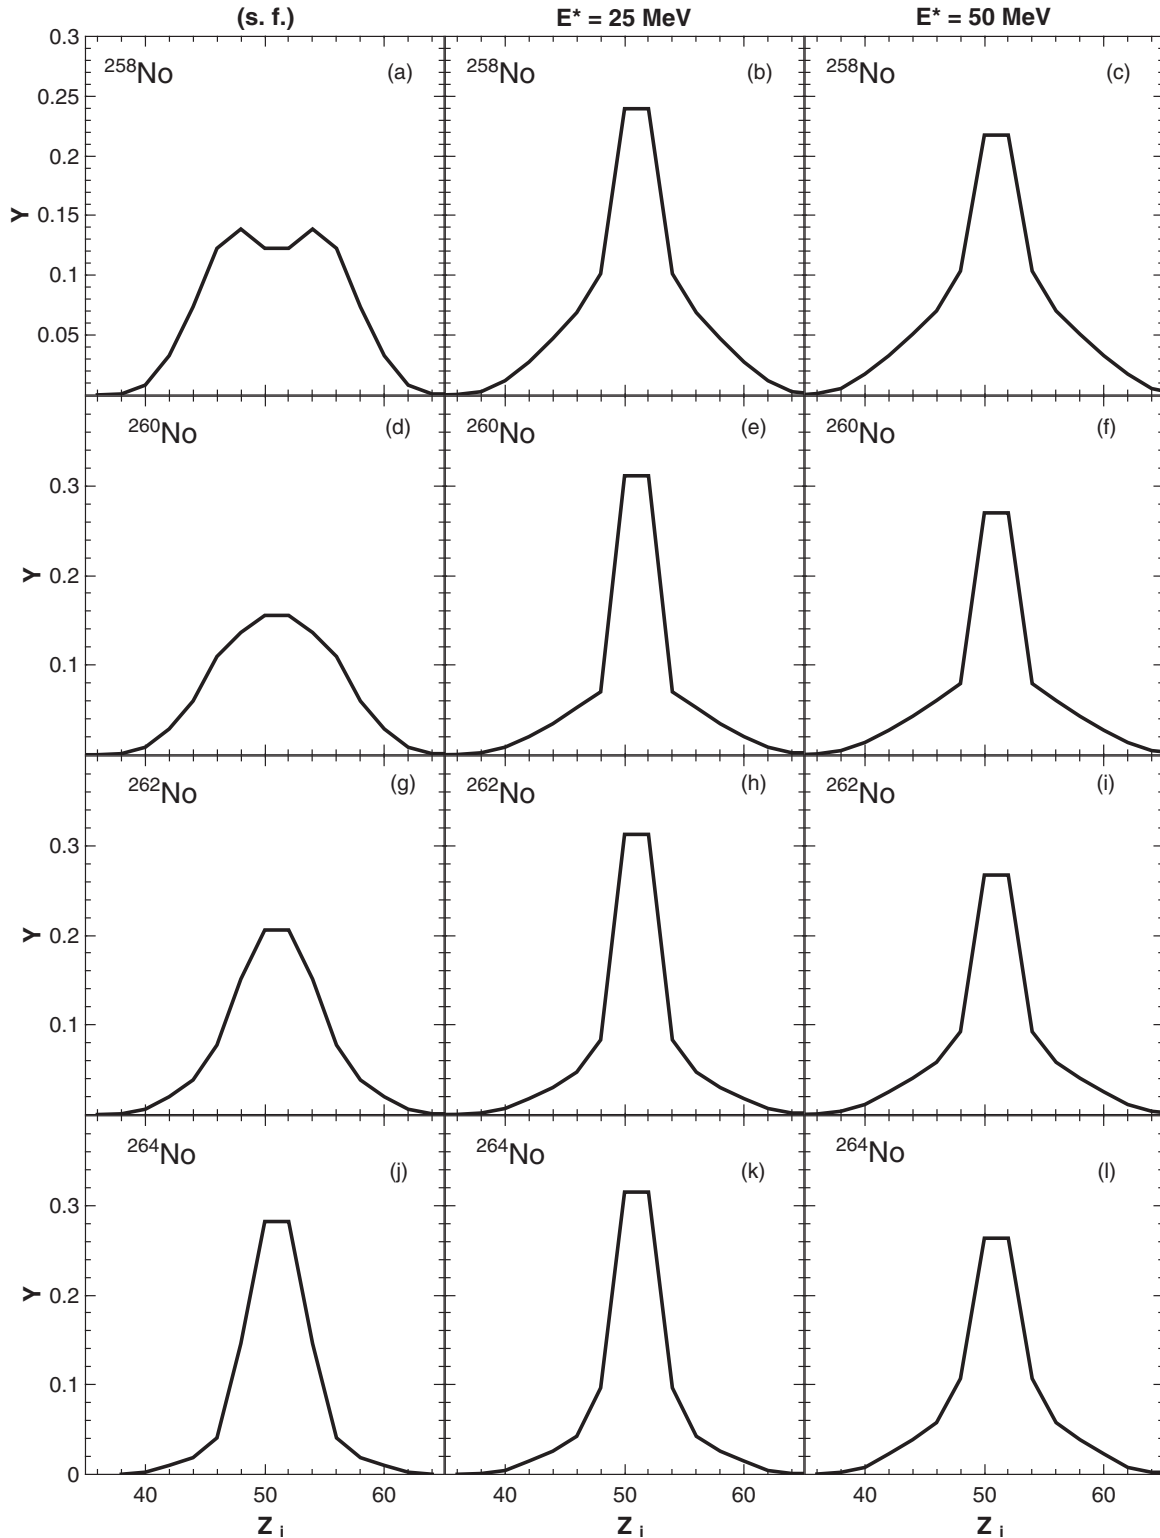 (s. f.) E* = 25 MeV E* = 50 MeV
0.3
258No (a) 258No (b) 258No (c)
0.25
0.2
Y 0.15
0.1
0.05
260No (d) 260No (e) 260No (f)
0.3
Y 0.2
0.1
262No (g) 262No (h) 262No (i)
0.3
Y 0.2
0.1
264No (j) 264No (k) 264No (l)
0.3
Y 0.2
0.1
0
40 50 60 40 50 60 40 50 60
Z i Z i Z i